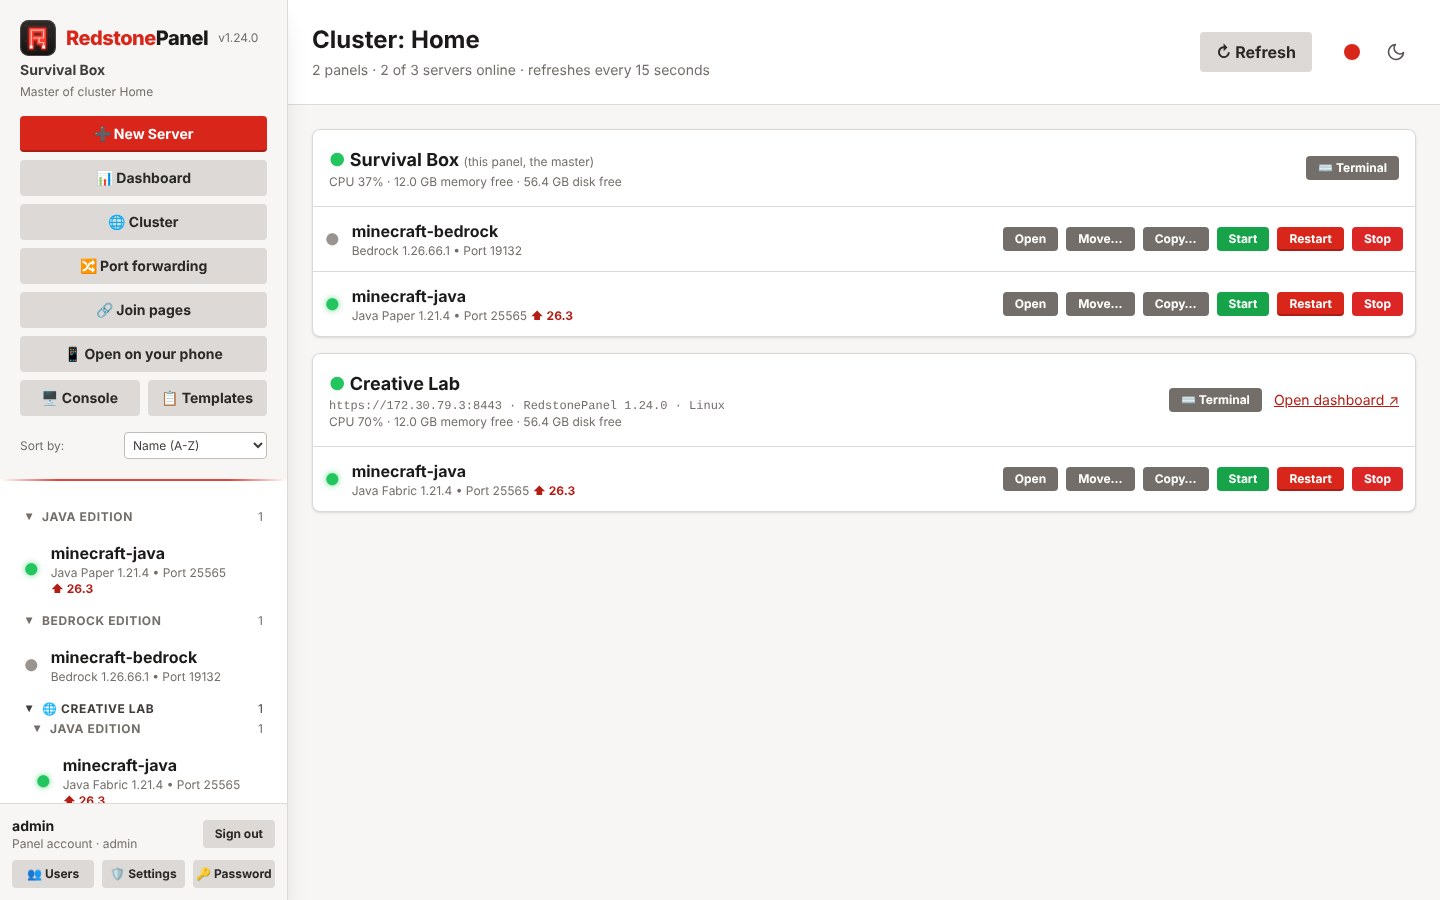 RedstonePanel v1.24.0
Survival Box
Master of cluster Home
➕ New Server
📊 Dashboard
🌐 Cluster
🔀 Port forwarding
🔗 Join pages
📱 Open on your phone
🖥️ Console
📋 Templates
Sort by: Name (A-Z)
▼ JAVA EDITION 1
minecraft-java
Java Paper 1.21.4 • Port 25565
⬆ 26.3
▼ BEDROCK EDITION 1
minecraft-bedrock
Bedrock 1.26.66.1 • Port 19132
▼ 🌐 CREATIVE LAB 1
▼ JAVA EDITION 1
minecraft-java
Java Fabric 1.21.4 • Port 25565
⬆ 26.3
admin
Panel account · admin
Sign out
👥 Users
🛡️ Settings
🔑 Password
Cluster: Home
2 panels · 2 of 3 servers online · refreshes every 15 seconds
↻ Refresh
Survival Box (this panel, the master)
CPU 37% · 12.0 GB memory free · 56.4 GB disk free
⌨️ Terminal
minecraft-bedrock
Bedrock 1.26.66.1 • Port 19132
Open Move... Copy... Start Restart Stop
minecraft-java
Java Paper 1.21.4 • Port 25565 ⬆ 26.3
Open Move... Copy... Start Restart Stop
Creative Lab
https://172.30.79.3:8443 · RedstonePanel 1.24.0 · Linux
CPU 70% · 12.0 GB memory free · 56.4 GB disk free
⌨️ Terminal
Open dashboard ↗
minecraft-java
Java Fabric 1.21.4 • Port 25565 ⬆ 26.3
Open Move... Copy... Start Restart Stop